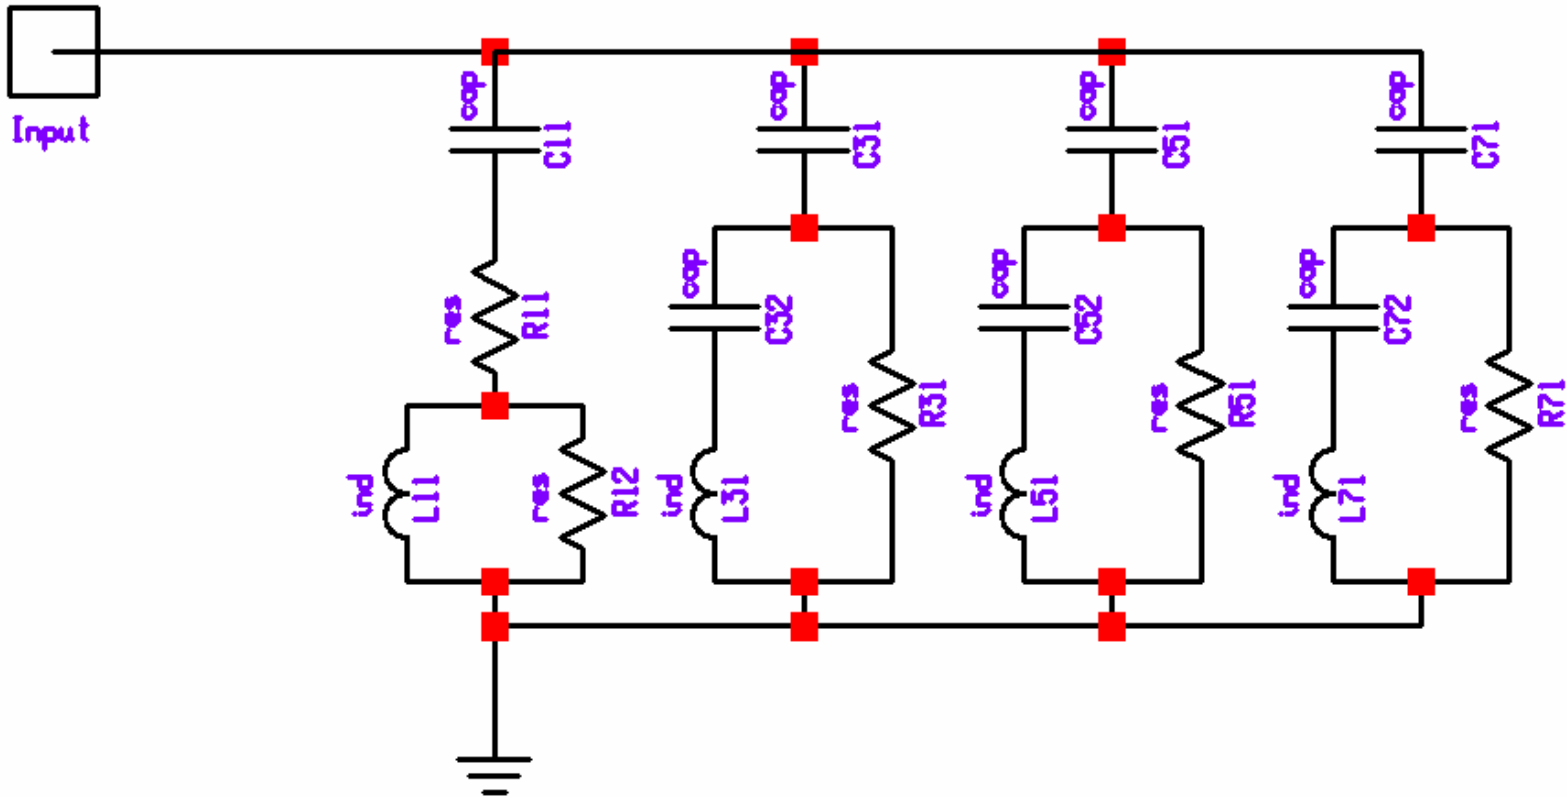 Input
cap
C11
cap
C31
cap
C51
cap
C71
res
R11
cap
C32
res
R31
cap
C52
res
R51
cap
C72
res
R71
ind
L11
res
R12
ind
L31
ind
L51
ind
L71